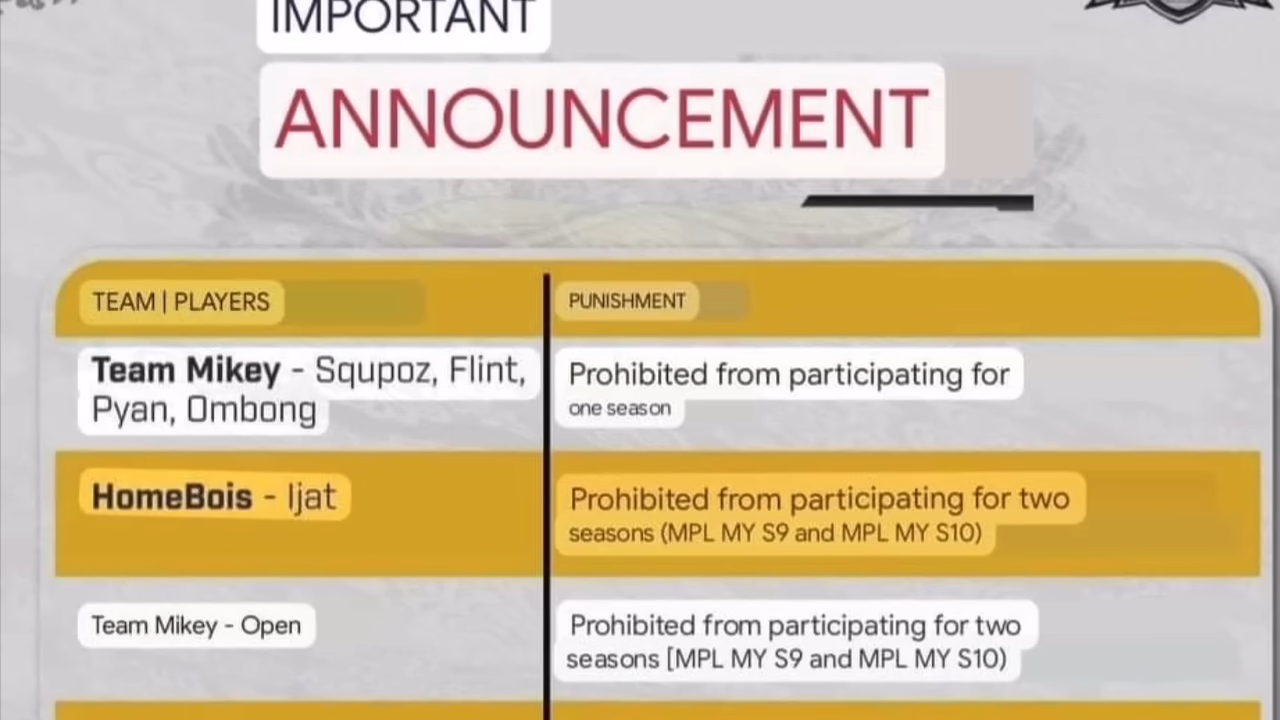 IMPORTANT
ANNOUNCEMENT
TEAM | PLAYERS
PUNISHMENT
Team Mikey - Squpoz, Flint,
Pyan, Ombong
Prohibited from participating for
one season
HomeBois - Ijat
Prohibited from participating for two
seasons (MPL MY S9 and MPL MY S10)
Team Mikey - Open
Prohibited from participating for two
seasons [MPL MY S9 and MPL MY S10)